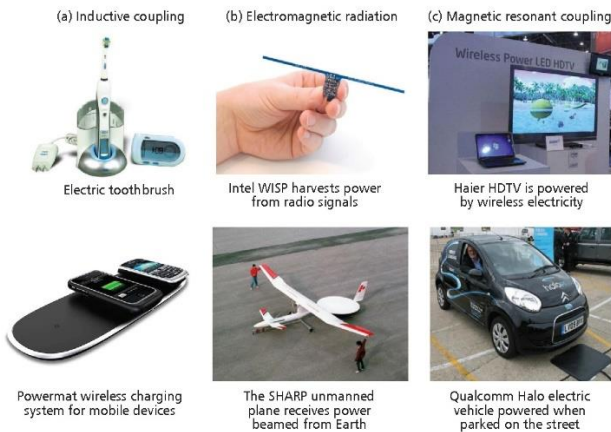 (a) Inductive coupling
(b) Electromagnetic radiation
(c) Magnetic resonant coupling
Wireless Power LED HDTV
Electric toothbrush
Intel WISP harvests power
from radio signals
Haier HDTV is powered
by wireless electricity
halo
Powermat wireless charging
system for mobile devices
The SHARP unmanned
plane receives power
beamed from Earth
Qualcomm Halo electric
vehicle powered when
parked on the street